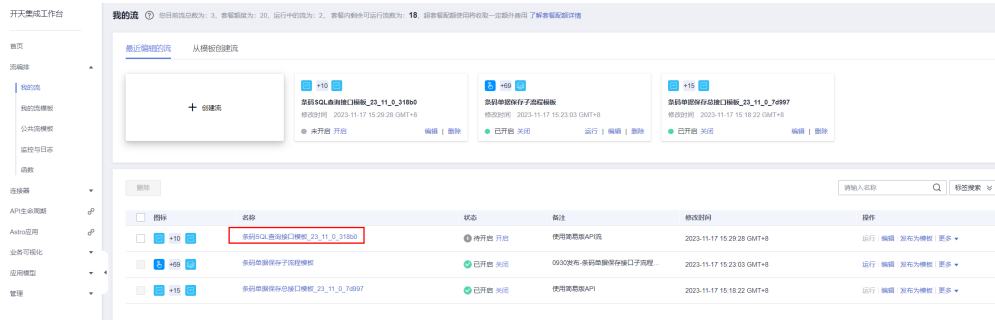 开天集成工作台
首页
流编排
我的流
我的流模板
公共流模板
监控与日志
函数
连接器
API生命周期
Astro应用
业务可视化
应用模型
管理
我的流 您目前流总数为：3，套餐额度为：20，运行中的流为：2， 套餐内剩余可运行流数为：18，超套餐配额使用将收取一定额外费用 了解套餐配额详情
最近编辑的流 从模板创建流
+ 创建流
+10
条码SQL查询接口模板_23_11_0_318b0
修改时间 2023-11-17 15:29:28 GMT+8
未开启 开启 编辑 | 删除
+69
条码单据保存子流程模板
修改时间 2023-11-17 15:23:03 GMT+8
已开启 关闭 运行 | 编辑 | 删除
+15
条码单据保存总接口模板_23_11_0_7d997
修改时间 2023-11-17 15:18:22 GMT+8
已开启 关闭 编辑 | 删除
删除 请输入名称 标签搜索
图标 名称 状态 备注 修改时间 操作
+10 条码SQL查询接口模板_23_11_0_318b0 待开启 开启 使用简易版API流 2023-11-17 15:29:28 GMT+8 运行 | 编辑 | 发布为模板 | 更多
+69 条码单据保存子流程模板 已开启 关闭 0930发布-条码单据保存接口子流程... 2023-11-17 15:23:03 GMT+8 运行 | 编辑 | 发布为模板 | 更多
+15 条码单据保存总接口模板_23_11_0_7d997 已开启 关闭 使用简易版API 2023-11-17 15:18:22 GMT+8 运行 | 编辑 | 发布为模板 | 更多